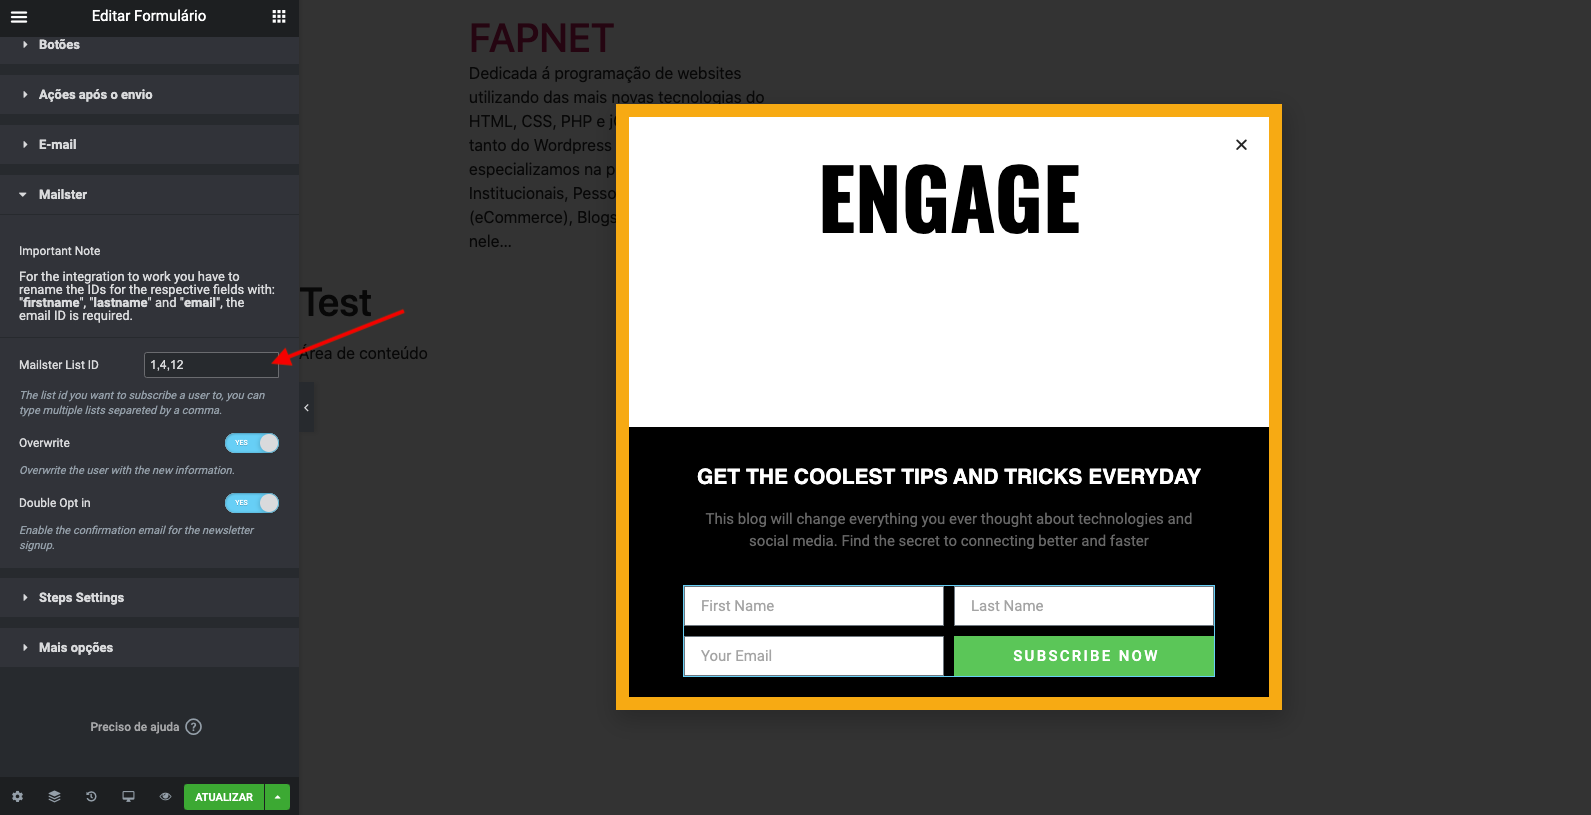 Editar Formulário
Botões
Ações após o envio
E-mail
Mailster
Important Note
For the integration to work you have to
rename the IDs for the respective fields with:
"firstname", "lastname" and "email", the
email ID is required.
Mailster List ID
1,4,12
The list id you want to subscribe a user to, you can
type multiple lists separeted by a comma.
Overwrite
YES
Overwrite the user with the new information.
Double Opt in
YES
Enable the confirmation email for the newsletter
signup.
Steps Settings
Mais opções
Preciso de ajuda ?
ATUALIZAR
FAPNET
Dedicada á programação de websites
utilizando das mais novas tecnologias do
HTML, CSS, PHP e
tanto do Wordpress
especializamos na
Institucionais,
(eCommerce), Blogs
nele...
Test
Área de conteúdo
ENGAGE
GET THE COOLEST TIPS AND TRICKS EVERYDAY
This blog will change everything you ever thought about technologies and
social media. Find the secret to connecting better and faster
First Name
Last Name
Your Email
SUBSCRIBE NOW